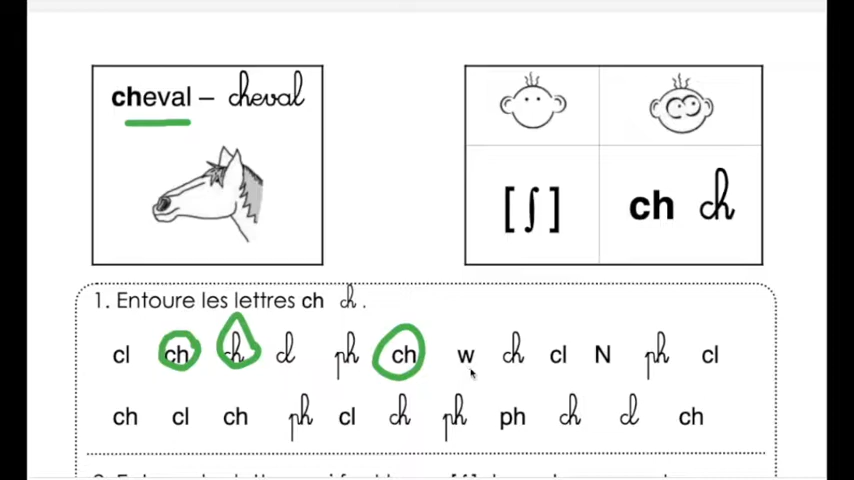 cheval – cheval
[ʃ] ch ch
1. Entoure les lettres ch ch .
cl ch ch cl ph ch w ch cl N ph cl
ch cl ch ph cl ch ph ph ch cl ch